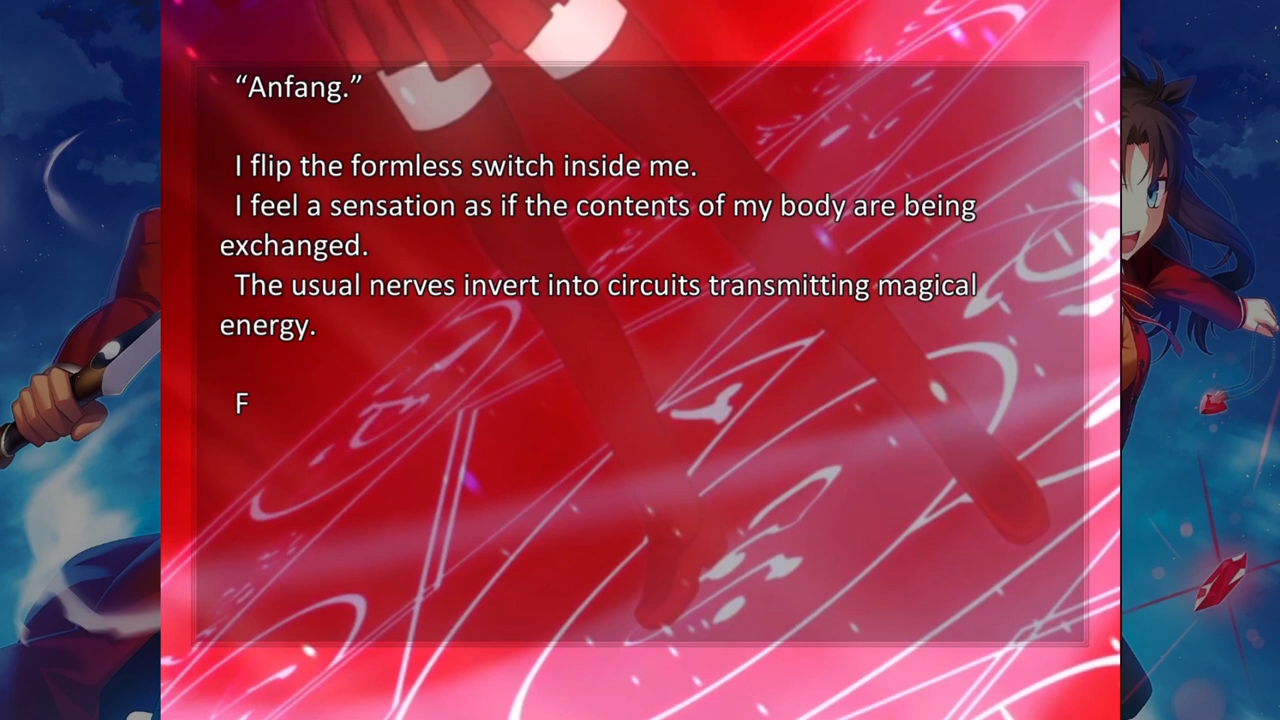 “Anfang.”
I flip the formless switch inside me.
I feel a sensation as if the contents of my body are being
exchanged.
The usual nerves invert into circuits transmitting magical
energy.
F